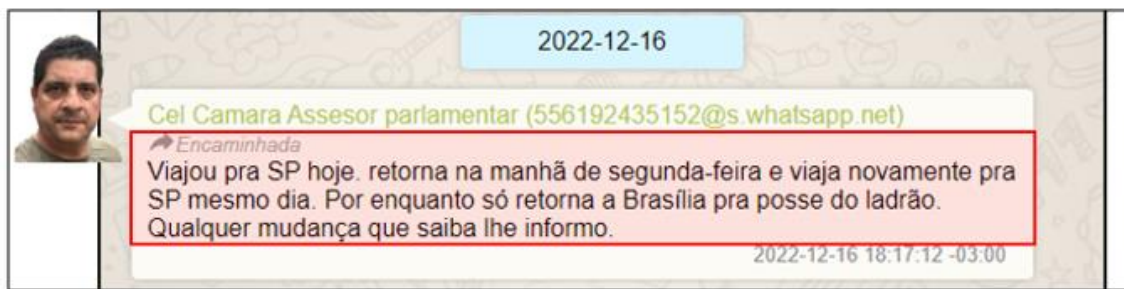 2022-12-16
Cel Camara Assesor parlamentar (556192435152@s.whatsapp.net)
Encaminhada
Viajou pra SP hoje. retorna na manhã de segunda-feira e viaja novamente pra
SP mesmo dia. Por enquanto só retorna a Brasília pra posse do ladrão.
Qualquer mudança que saiba lhe informo.
2022-12-16 18:17:12 -03:00